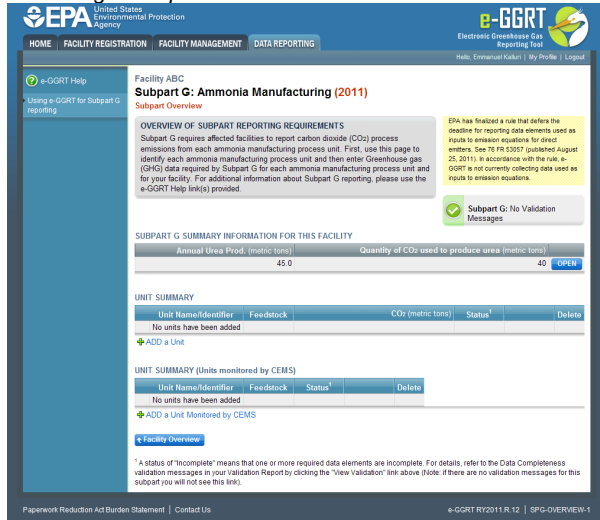 EPA United States Environmental Protection Agency
e-GGRT
Electronic Greenhouse Gas
Reporting Tool
HOME FACILITY REGISTRATION FACILITY MANAGEMENT DATA REPORTING
Hello, Emmanuel Kalluri | My Profile | Logout
e-GGRT Help
Using e-GGRT for Subpart G
reporting
Facility ABC
Subpart G: Ammonia Manufacturing (2011)
Subpart Overview
OVERVIEW OF SUBPART REPORTING REQUIREMENTS
Subpart G requires affected facilities to report carbon dioxide (CO2) process
emissions from each ammonia manufacturing process unit. First, use this page to
identify each ammonia manufacturing process unit and then enter Greenhouse gas
(GHG) data required by Subpart G for each ammonia manufacturing process unit and
for your facility. For additional information about Subpart G reporting, please use the
e-GGRT Help link(s) provided.
EPA has finalized a rule that defers the
deadline for reporting data elements used as
inputs to emission equations for direct
emitters. See 76 FR 53057 (published August
25, 2011). In accordance with the rule, e-
GGRT is not currently collecting data used as
inputs to emission equations.
Subpart G: No Validation
Messages
SUBPART G SUMMARY INFORMATION FOR THIS FACILITY
Annual Urea Prod. (metric tons) Quantity of CO2 used to produce urea (metric tons)
45.0 40 OPEN
UNIT SUMMARY
Unit Name/Identifier Feedstock CO2 (metric tons) Status1 Delete
No units have been added
ADD a Unit
UNIT SUMMARY (Units monitored by CEMS)
Unit Name/Identifier Feedstock Status1 Delete
No units have been added
ADD a Unit Monitored by CEMS
Facility Overview
1 A status of "Incomplete" means that one or more required data elements are incomplete. For details, refer to the Data Completeness
validation messages in your Validation Report by clicking the "View Validation" link above (Note: if there are no validation messages for this
subpart you will not see this link).
Paperwork Reduction Act Burden Statement | Contact Us
e-GGRT RY2011.R.12 | SPG-OVERVIEW-1